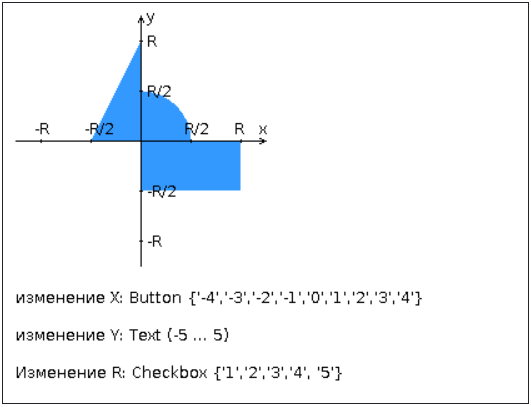 y
R
R/2
-R
-R/2
R/2
R
x
-R/2
-R
изменение X: Button {'-4','-3','-2','-1','0','1','2','3','4'}
изменение Y: Text (-5 ... 5)
Изменение R: Checkbox {'1','2','3','4', '5'}